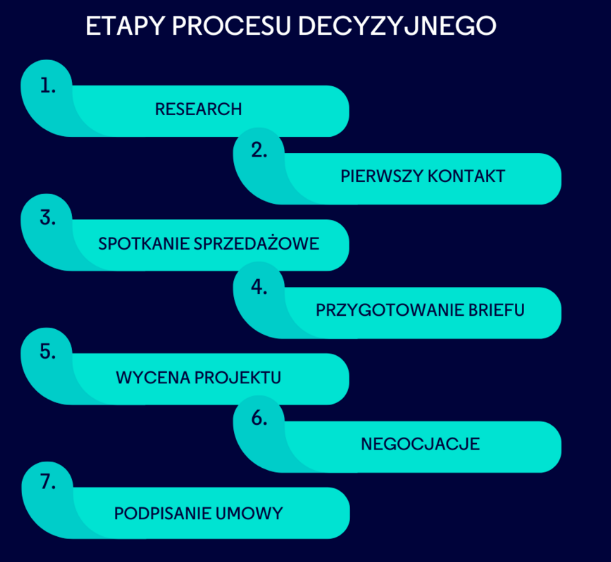 ETAPY PROCESU DECYZYJNEGO
1.
RESEARCH
2.
PIERWSZY KONTAKT
3.
SPOTKANIE SPRZEDAŻOWE
4.
PRZYGOTOWANIE BRIEFU
5.
WYCENA PROJEKTU
6.
NEGOCJACJE
7.
PODPISANIE UMOWY